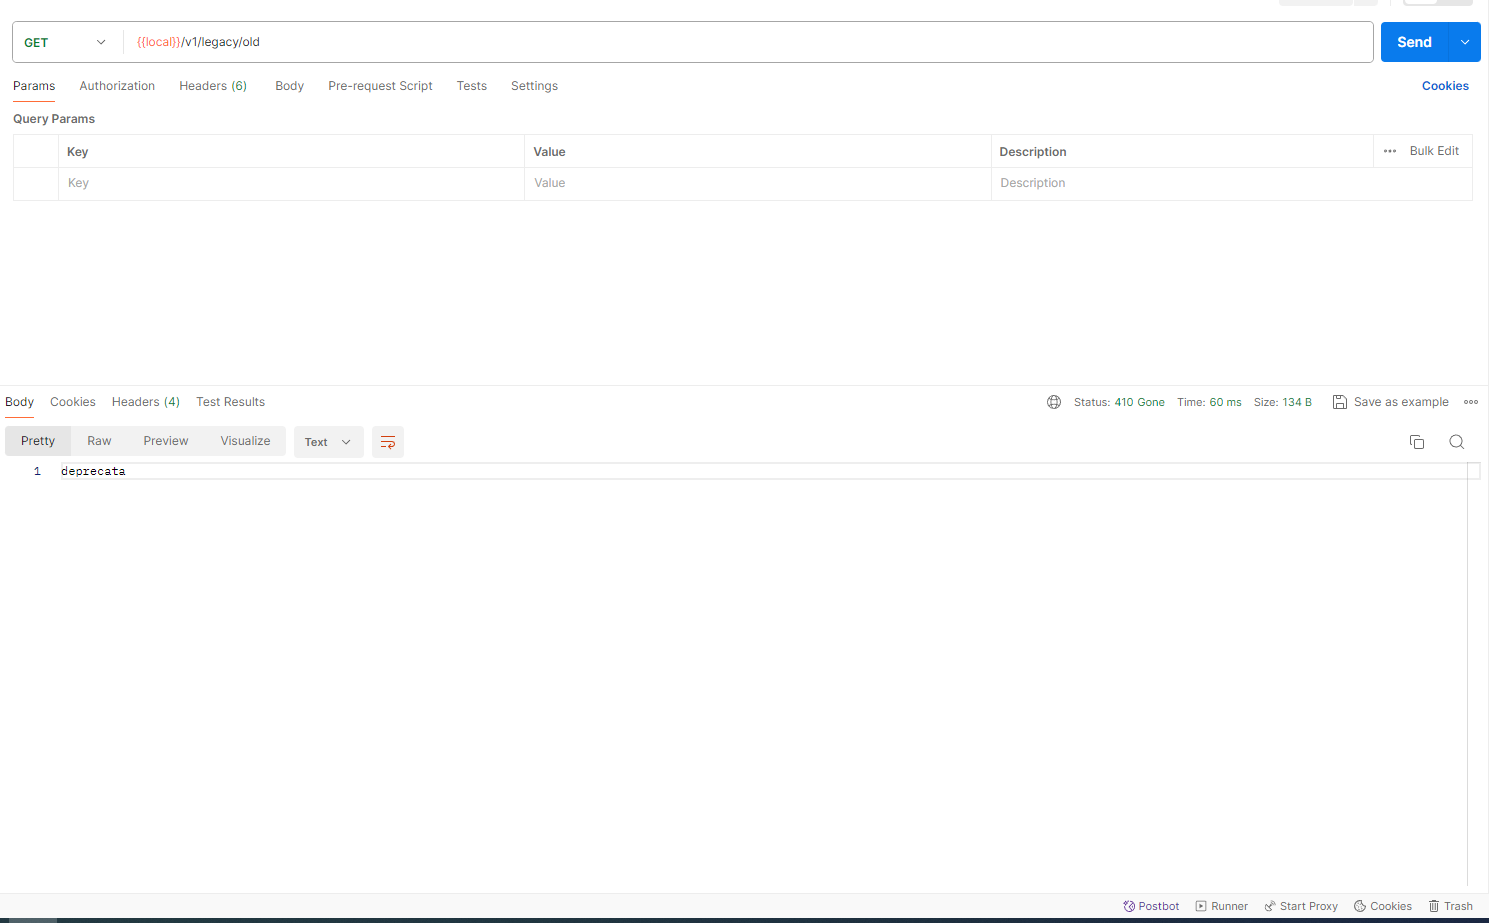 GET {{local}}/v1/legacy/old Send
Params Authorization Headers (6) Body Pre-request Script Tests Settings Cookies
Query Params
Key Value Description ••• Bulk Edit
Key Value Description
Body Cookies Headers (4) Test Results Status: 410 Gone Time: 60 ms Size: 134 B Save as example
Pretty Raw Preview Visualize Text
1 deprecata
Postbot Runner Start Proxy Cookies Trash